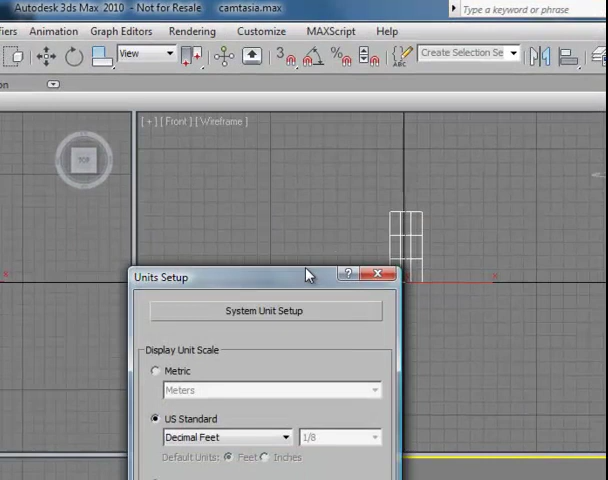 Autodesk 3ds Max 2010 - Not for Resale camtasia.max
Type a keyword or phrase
Animation Graph Editors Rendering Customize MAXScript Help
View
3
%
ABC
Create Selection Se
[ + ] [ Front ] [ Wireframe ]
TOP
x
x
Units Setup
?
System Unit Setup
Display Unit Scale
Metric
Meters
US Standard
Decimal Feet
1/8
Default Units: Feet Inches